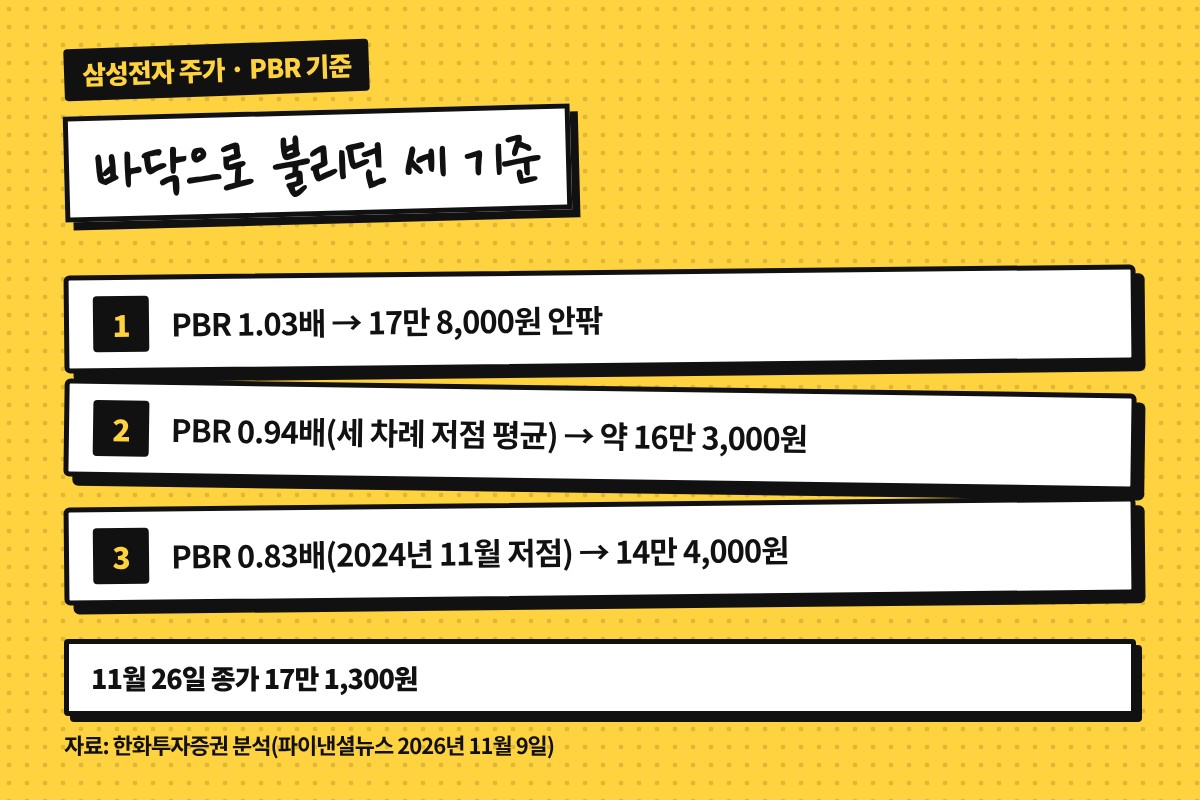 삼성전자 주가 · PBR 기준
바닥으로 불리던 세 기준
1 PBR 1.03배 → 17만 8,000원 안팎
2 PBR 0.94배(세 차례 저점 평균) → 약 16만 3,000원
3 PBR 0.83배(2024년 11월 저점) → 14만 4,000원
11월 26일 종가 17만 1,300원
자료: 한화투자증권 분석(파이낸셜뉴스 2026년 11월 9일)